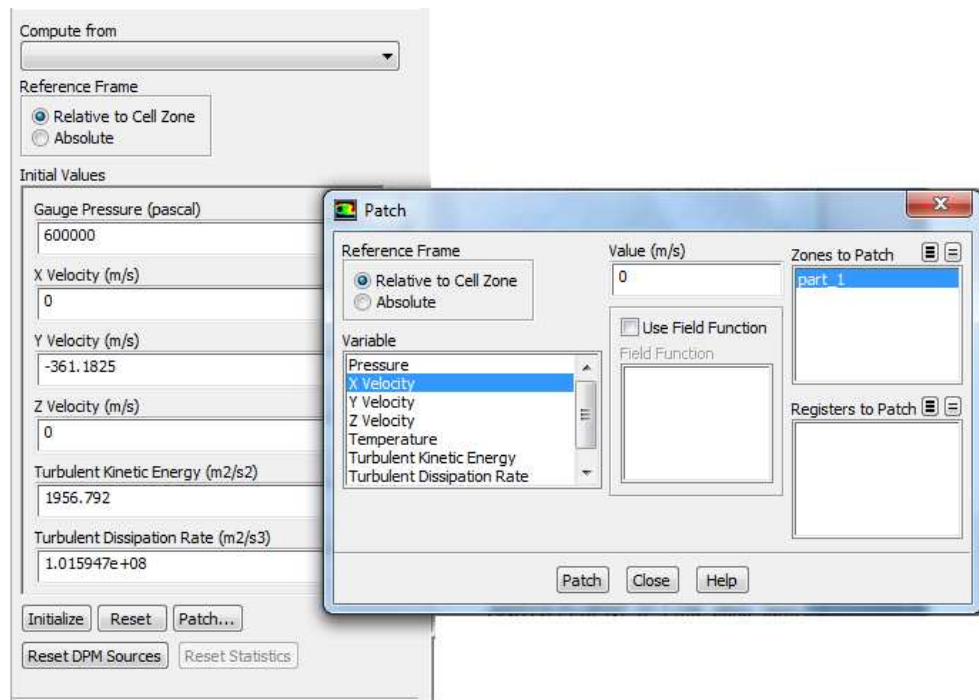 Compute from
Reference Frame
Relative to Cell Zone
Absolute
Initial Values
Gauge Pressure (pascal)
600000
X Velocity (m/s)
0
Y Velocity (m/s)
-361.1825
Z Velocity (m/s)
0
Turbulent Kinetic Energy (m2/s2)
1956.792
Turbulent Dissipation Rate (m2/s3)
1.015947e+08
Initialize Reset Patch...
Reset DPM Sources Reset Statistics
Patch
Reference Frame
Relative to Cell Zone
Absolute
Variable
Pressure
X Velocity
Y Velocity
Z Velocity
Temperature
Turbulent Kinetic Energy
Turbulent Dissipation Rate
Value (m/s)
0
Use Field Function
Field Function
Zones to Patch
part_1
Registers to Patch
Patch Close Help